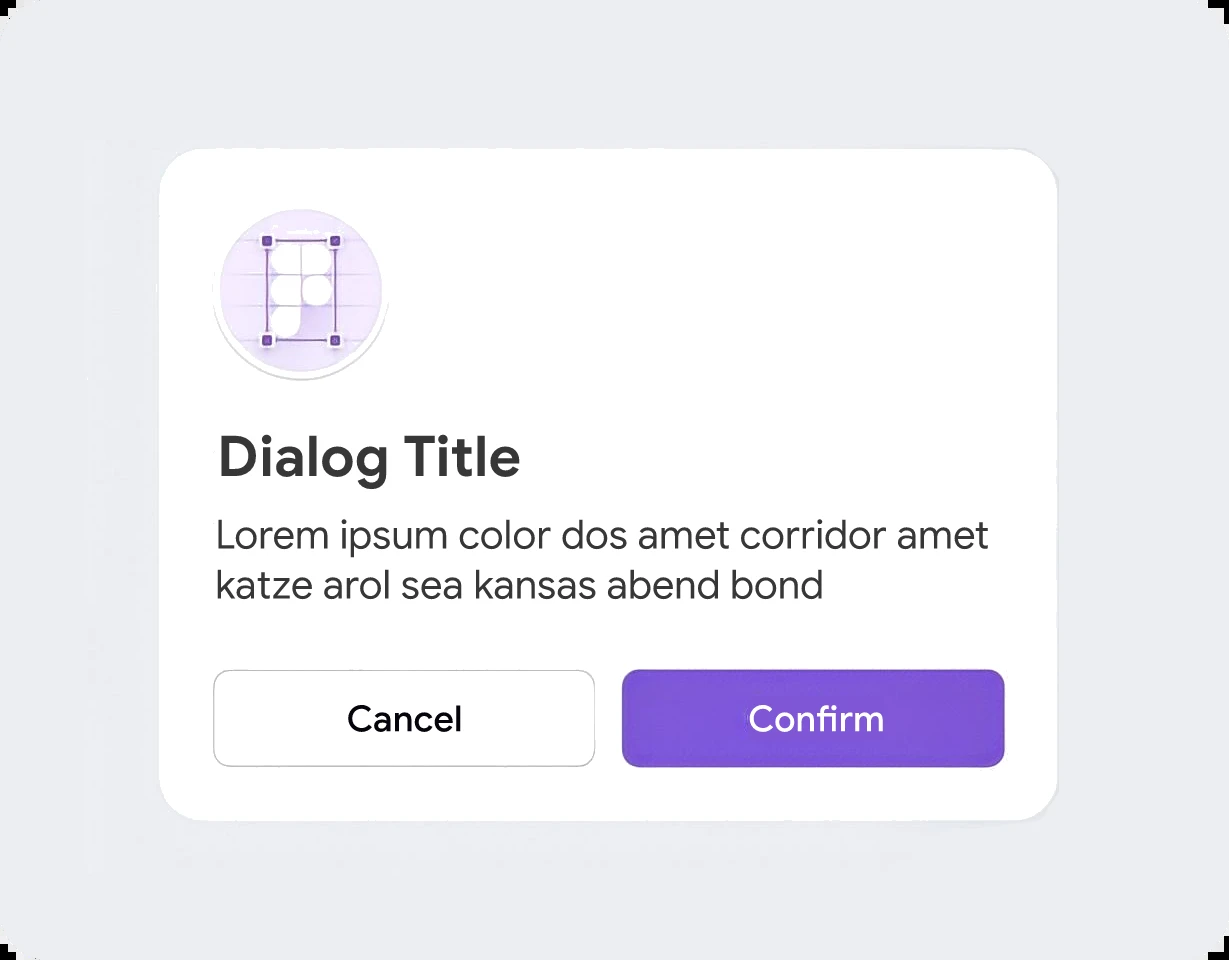 Dialog Title
Lorem ipsum color dos amet corridor amet
katze arol sea kansas abend bond
Cancel
Confirm